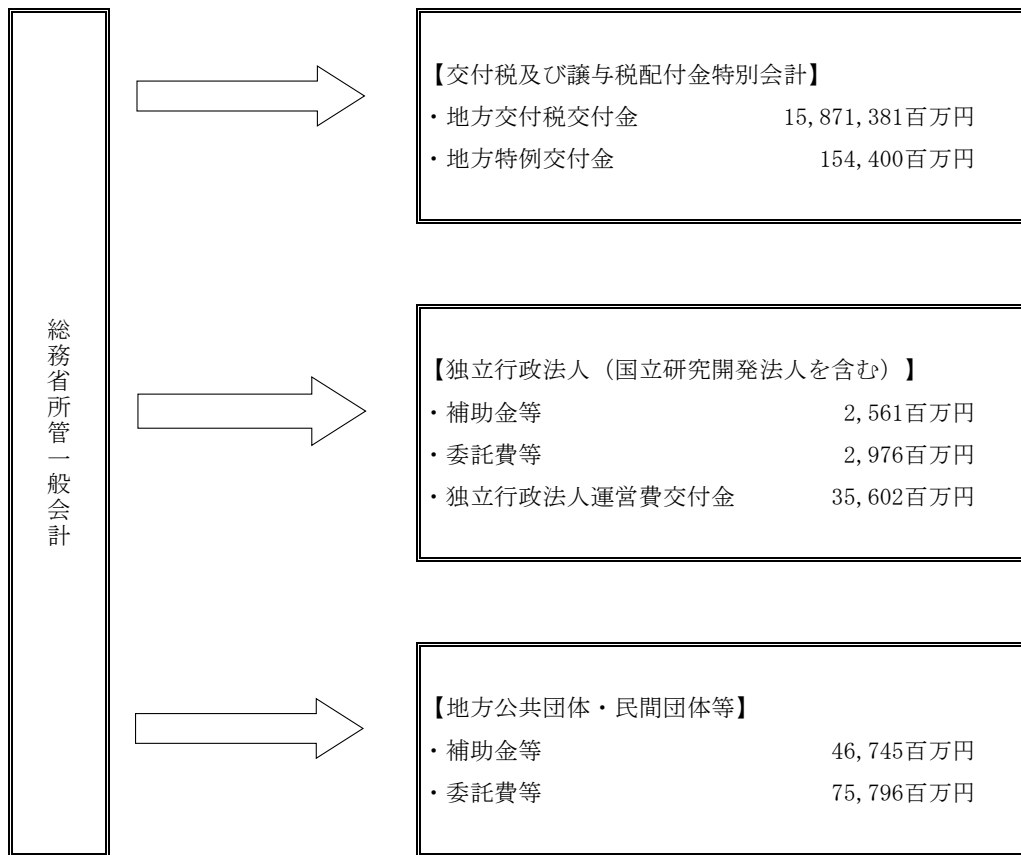 総務省所管一般会計
【交付税及び譲与税配付金特別会計】
・地方交付税交付金 15,871,381百万円
・地方特例交付金 154,400百万円
【独立行政法人（国立研究開発法人を含む）】
・補助金等 2,561百万円
・委託費等 2,976百万円
・独立行政法人運営費交付金 35,602百万円
【地方公共団体・民間団体等】
・補助金等 46,745百万円
・委託費等 75,796百万円